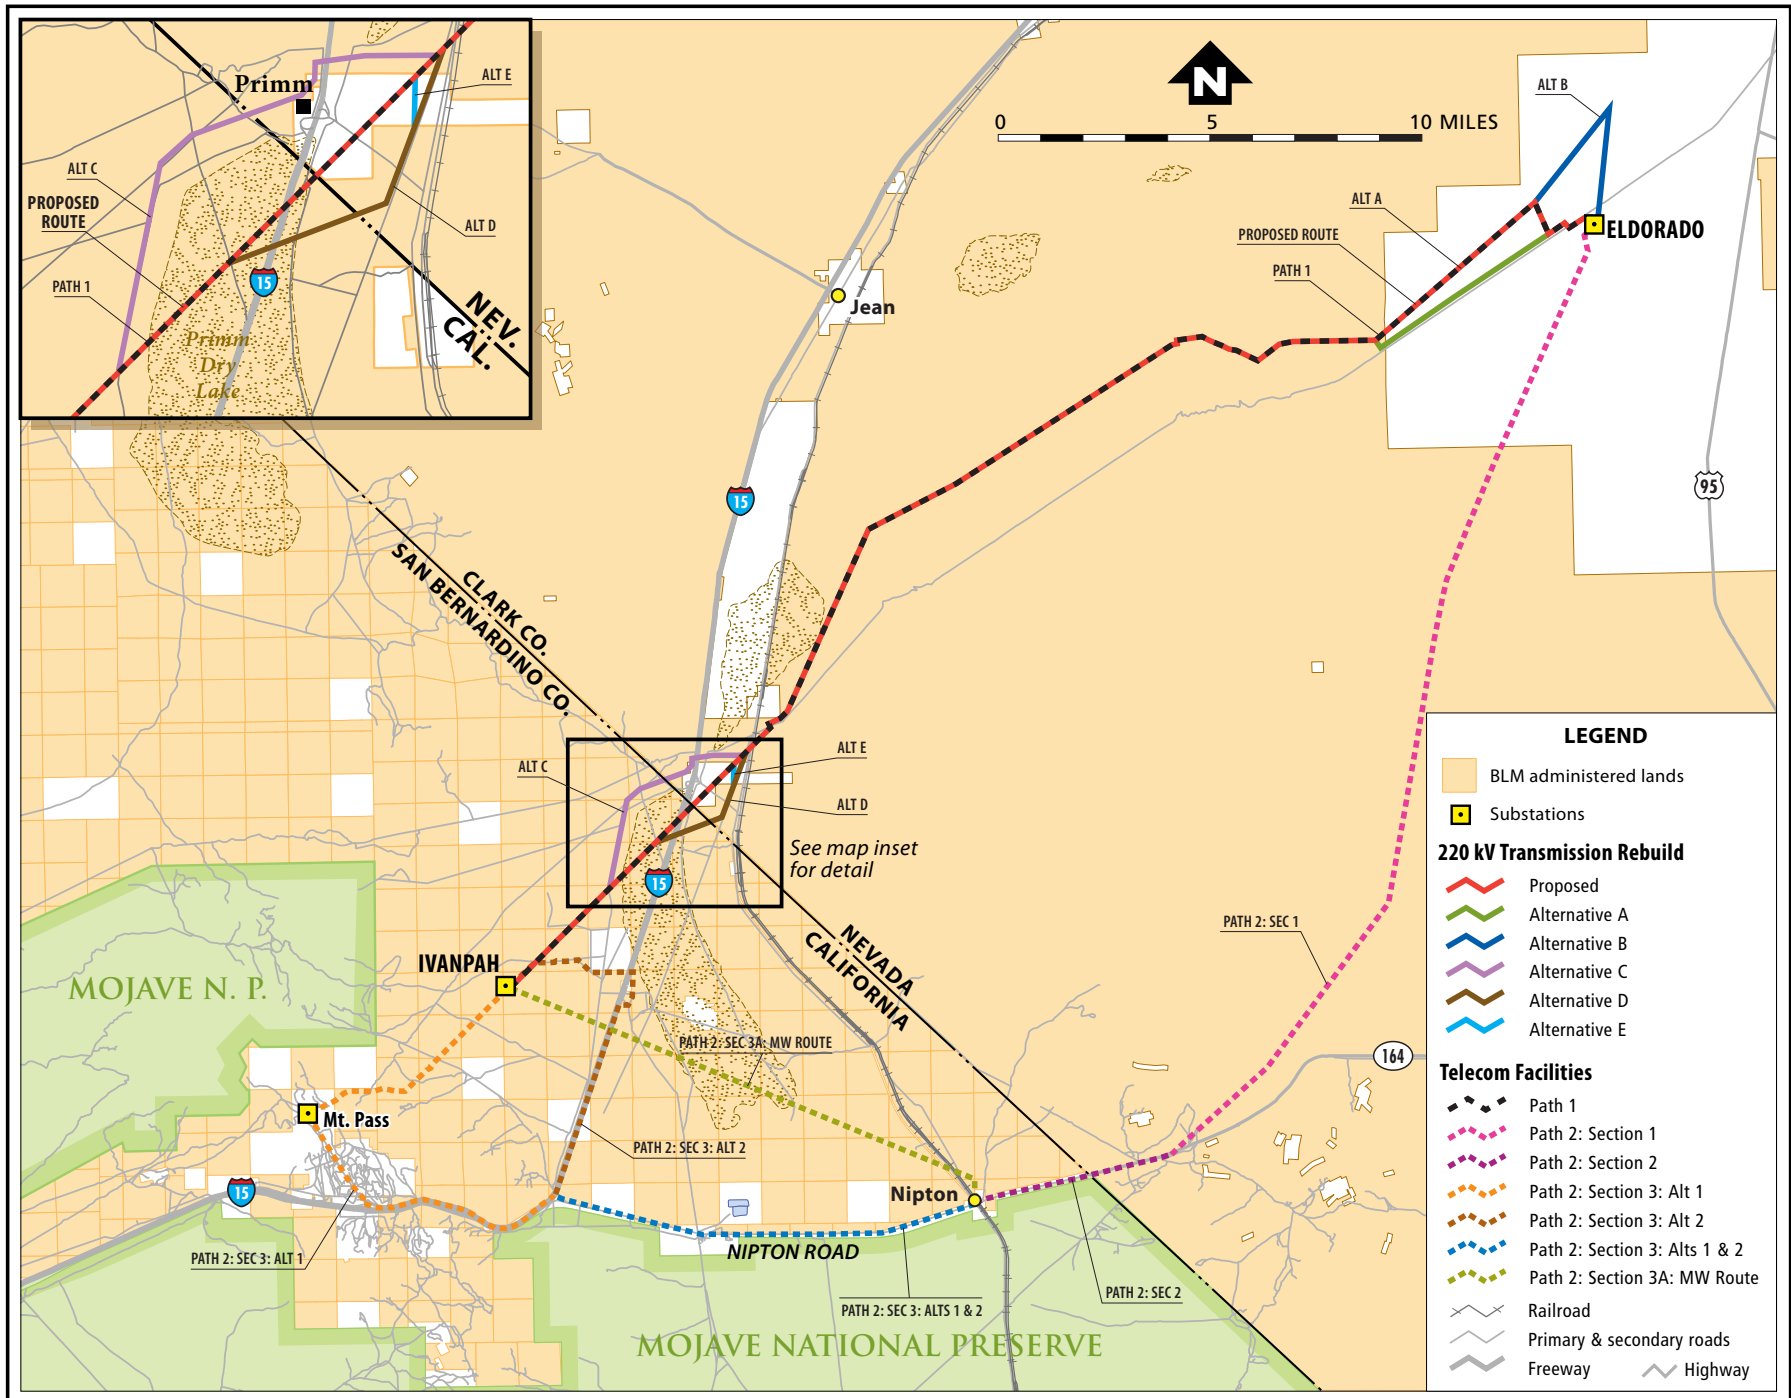 Primm
ALT E
ALT C
PROPOSED
ROUTE
ALT D
PATH 1
15
NEV.
CAL.
Primm
Dry
Lake
N
0 5 10 MILES
ALT B
ALT A
PROPOSED ROUTE
PATH 1
ELDORADO
Jean
15
95
CLARK CO.
SAN BERNARDINO CO.
ALT C
ALT E
ALT D
See map inset
for detail
15
NEVADA
CALIFORNIA
IVANPAH
MOJAVE N. P.
PATH 2: SEC 1
PATH 2: SEC 3A: MW ROUTE
164
Mt. Pass
PATH 2: SEC 3: ALT 2
15
Nipton
PATH 2: SEC 3: ALT 1
NIPTON ROAD
PATH 2: SEC 2
PATH 2: SEC 3: ALTS 1 & 2
MOJAVE NATIONAL PRESERVE
LEGEND
BLM administered lands
Substations
220 kV Transmission Rebuild
Proposed
Alternative A
Alternative B
Alternative C
Alternative D
Alternative E
Telecom Facilities
Path 1
Path 2: Section 1
Path 2: Section 2
Path 2: Section 3: Alt 1
Path 2: Section 3: Alt 2
Path 2: Section 3: Alts 1 & 2
Path 2: Section 3A: MW Route
Railroad
Primary & secondary roads
Freeway Highway